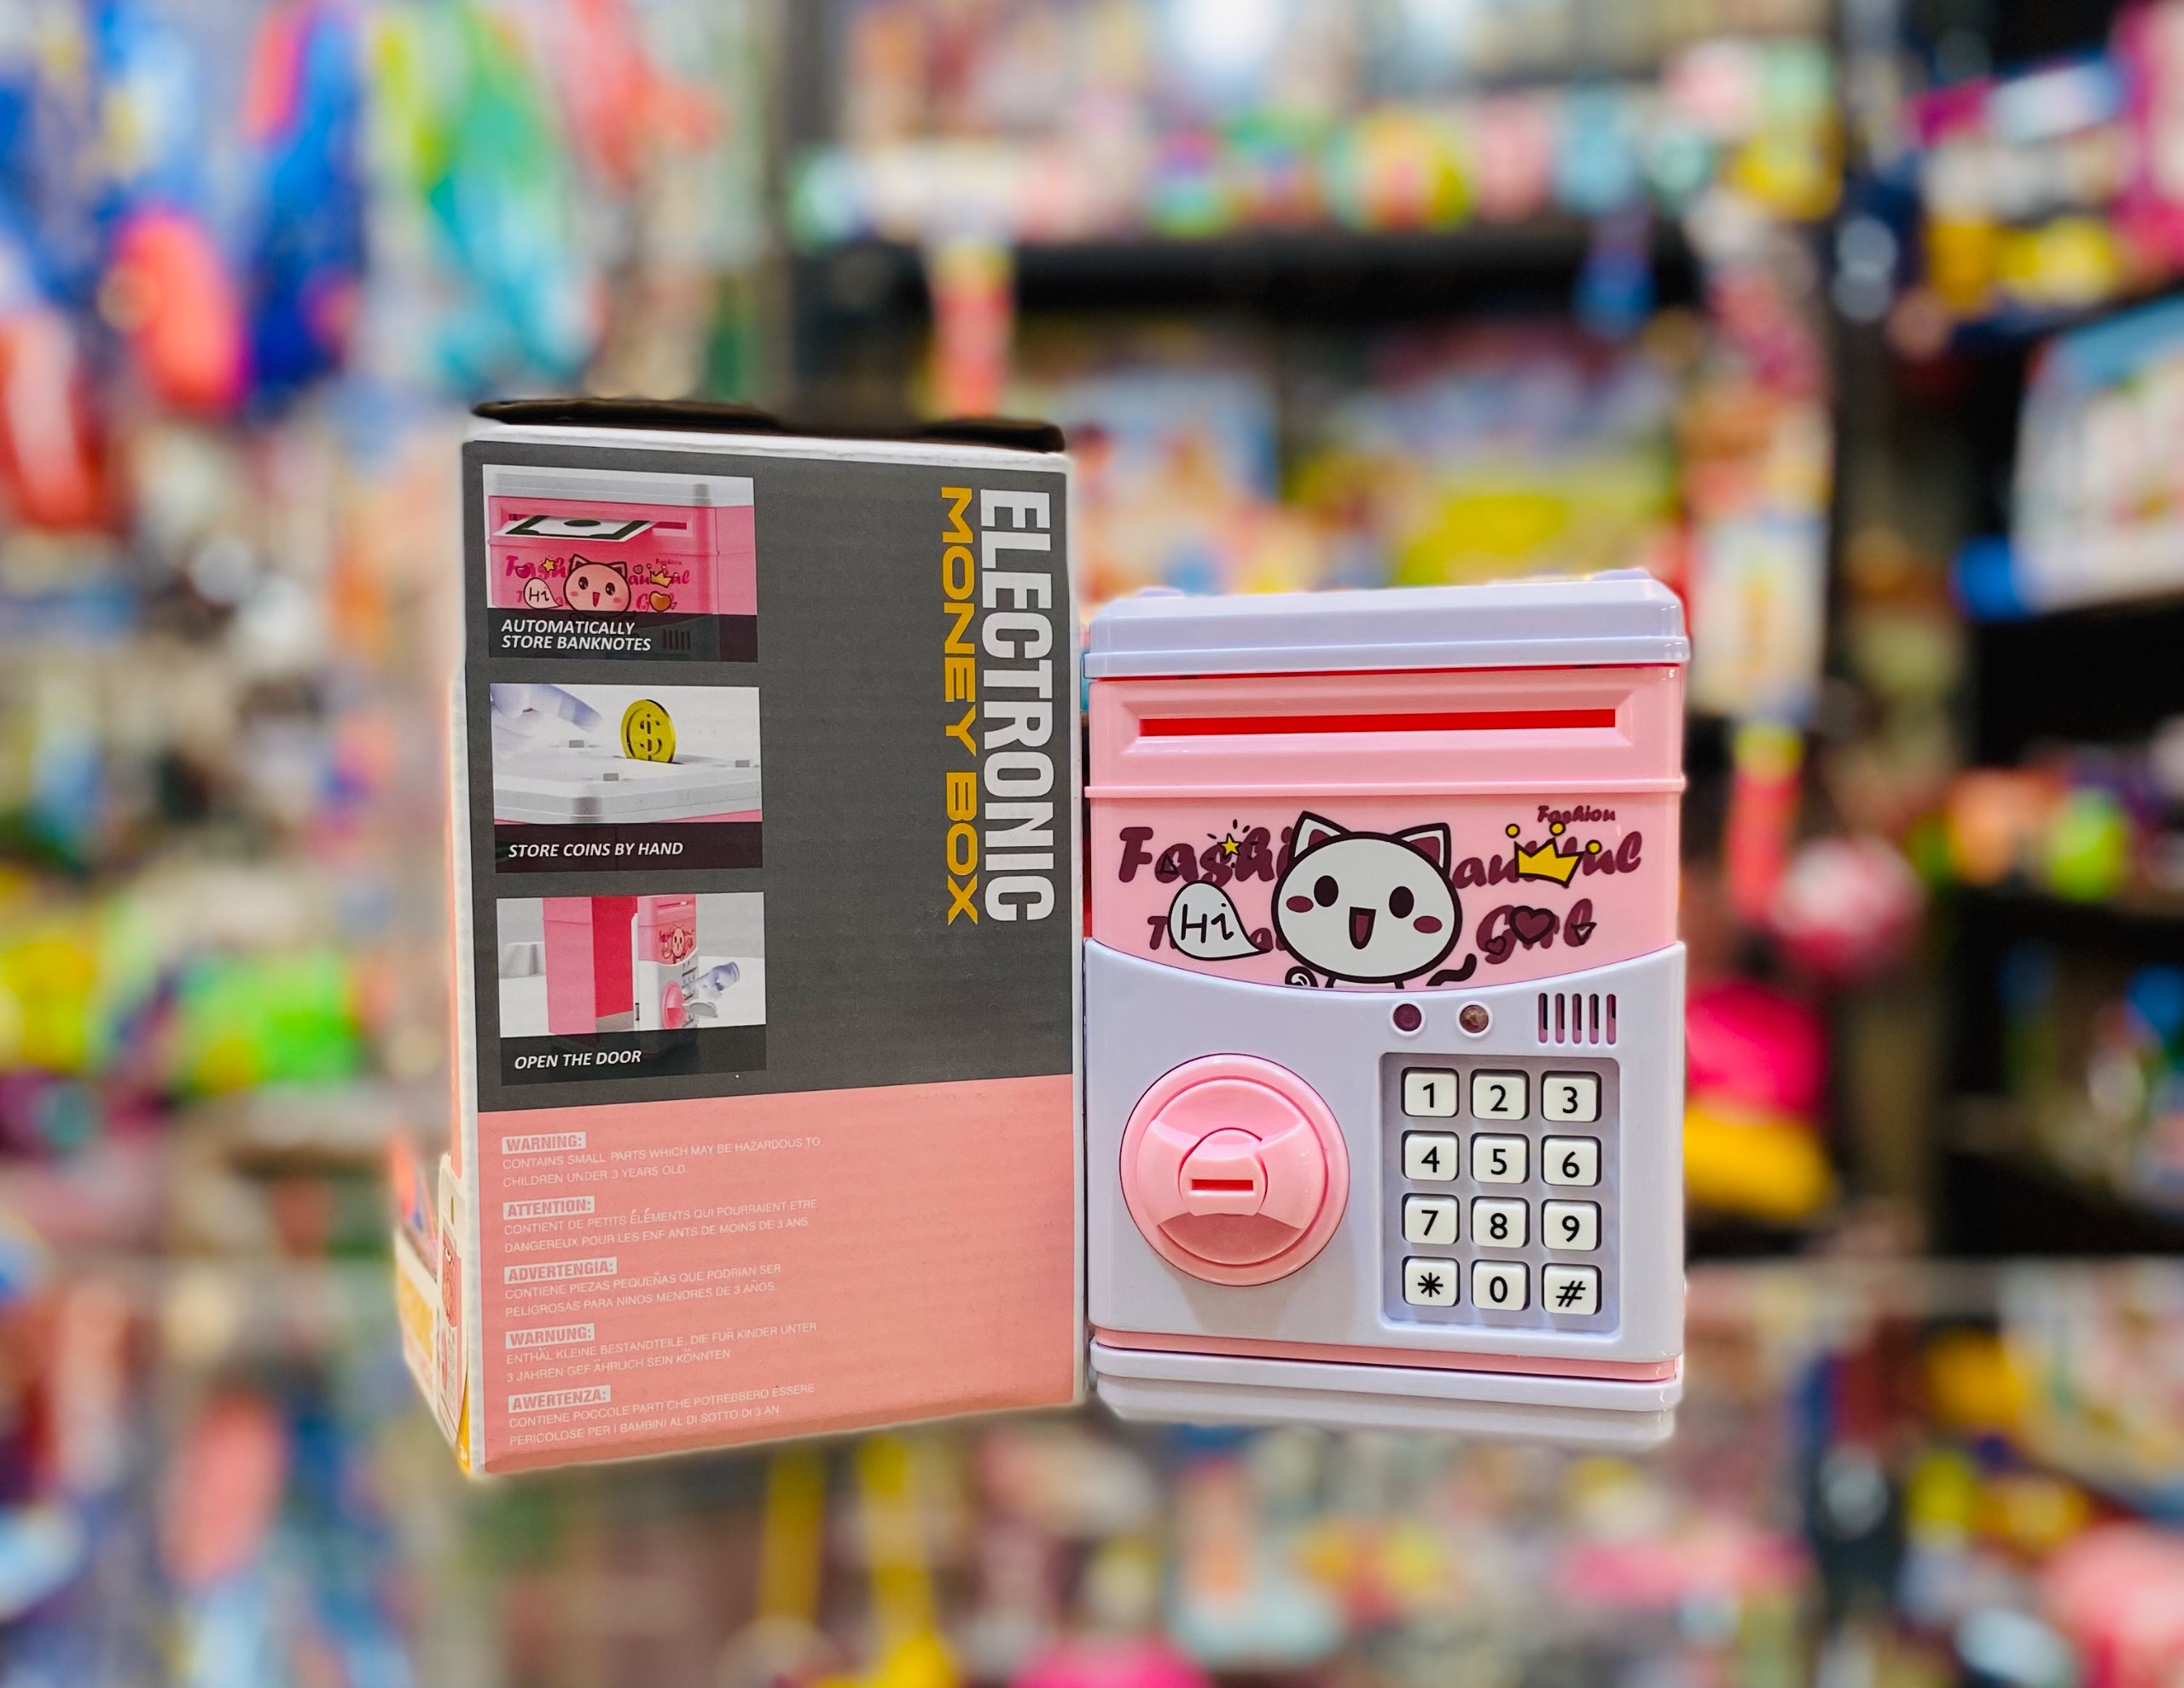 ELECTRONIC
MONEY BOX
Hi
AUTOMATICALLY
STORE BANKNOTES
$
STORE COINS BY HAND
OPEN THE DOOR
WARNING:
CONTAINS SMALL PARTS WHICH MAY BE HAZARDOUS TO
CHILDREN UNDER 3 YEARS OLD
ATTENTION:
CONTIENT DE PETITS ÉLÉMENTS QUI POURRAIENT ETRE
DANGEREUX POUR LES ENF ANTS DE MOINS DE 3 ANS
ADVERTENGIA:
CONTIENE PIEZAS PEQUEÑAS QUE PODRIAN SER
PELIGROSAS PARA NINOS MENORES DE 3 AÑOS
WARNUNG:
ENTHÄL KLEINE BESTANDTEILE, DIE FUR KINDER UNTER
3 JAHREN GEF ÄHRLICH SEIN KÖNNTEN
AWERTENZA:
CONTIENE POCCOLE PARTI CHE POTREBBERO ESSERE
PERICOLOSE PER I BAMBINI AL DI SOTTO DI 3 AN
Fashion
Fashi
Hi
Girl
1 2 3
4 5 6
7 8 9
* 0 #